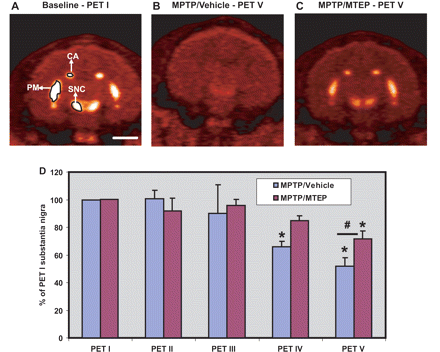 A Baseline - PET I
B MPTP/Vehicle - PET V
C MPTP/MTEP - PET V
CA
PM
SNC
D
MPTP/Vehicle
MPTP/MTEP
% of PET I substantia nigra
120
100
80
60
40
20
0
* * # *
PET I PET II PET III PET IV PET V